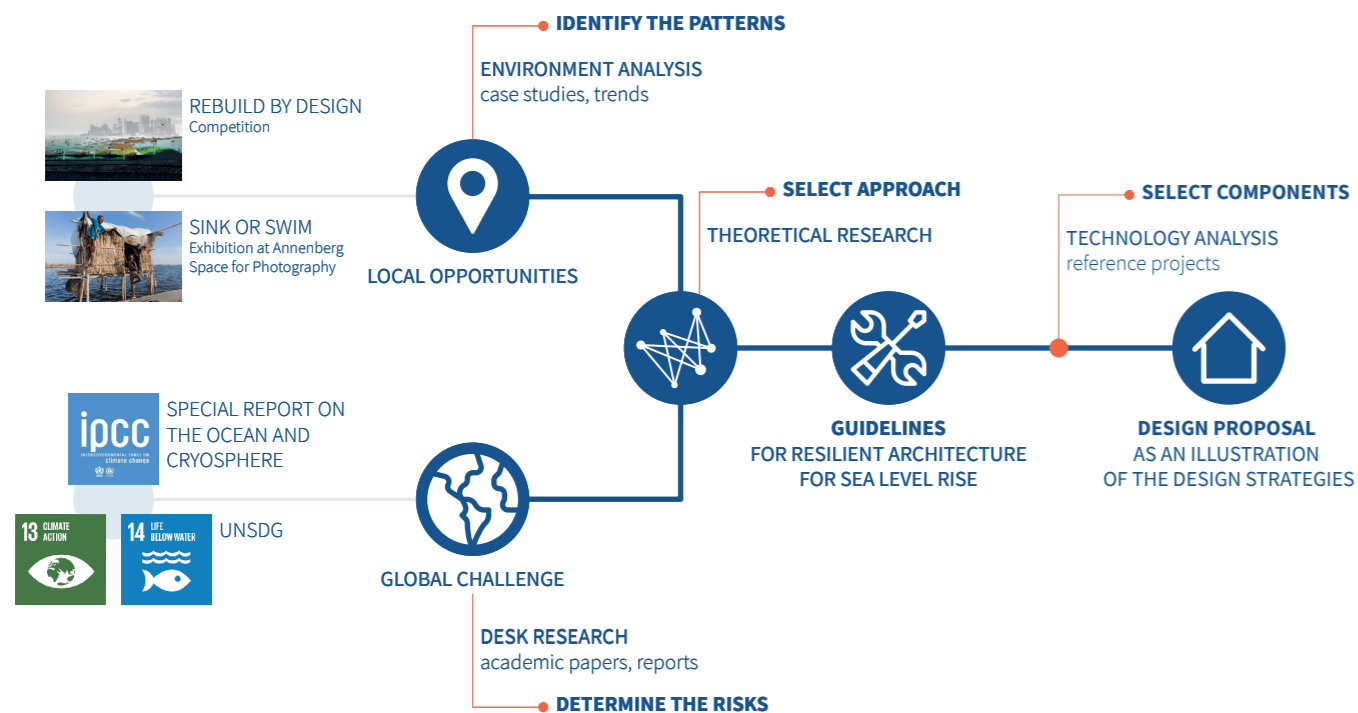 IDENTIFY THE PATTERNS
ENVIRONMENT ANALYSIS
case studies, trends
REBUILD BY DESIGN
Competition
SINK OR SWIM
Exhibition at Annenberg
Space for Photography
LOCAL OPPORTUNITIES
SELECT APPROACH
THEORETICAL RESEARCH
SELECT COMPONENTS
TECHNOLOGY ANALYSIS
reference projects
GUIDELINES
FOR RESILIENT ARCHITECTURE
FOR SEA LEVEL RISE
DESIGN PROPOSAL
AS AN ILLUSTRATION
OF THE DESIGN STRATEGIES
ipcc
INTERGOVERNMENTAL PANEL ON
climate change
SPECIAL REPORT ON
THE OCEAN AND
CRYOSPHERE
13 CLIMATE
ACTION
14 LIFE
BELOW WATER
UNSDG
GLOBAL CHALLENGE
DESK RESEARCH
academic papers, reports
DETERMINE THE RISKS